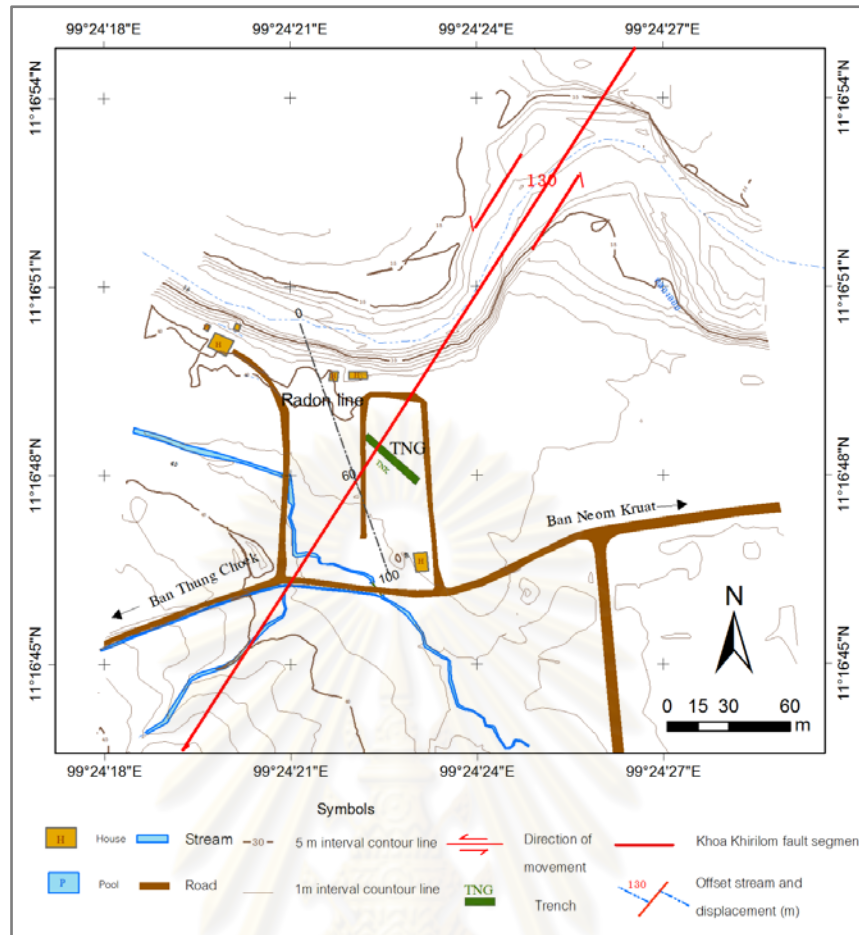 99°24'18"E 99°24'21"E 99°24'24"E 99°24'27"E
11°16'54"N 11°16'54"N
130
11°16'51"N 11°16'51"N
0
H
Radon line
TNG
60
11°16'48"N 11°16'48"N
Ban Neom Kruat
Ban Thung Chock
H
100
N
11°16'45"N 11°16'45"N
0 15 30 60
m
99°24'18"E 99°24'21"E 99°24'24"E 99°24'27"E
Symbols
H House Stream 30 5 m interval contour line Direction of movement Khoa Khirilom fault segmen
P Pool Road 1m interval countour line TNG Trench 130 Offset stream and displacement (m)